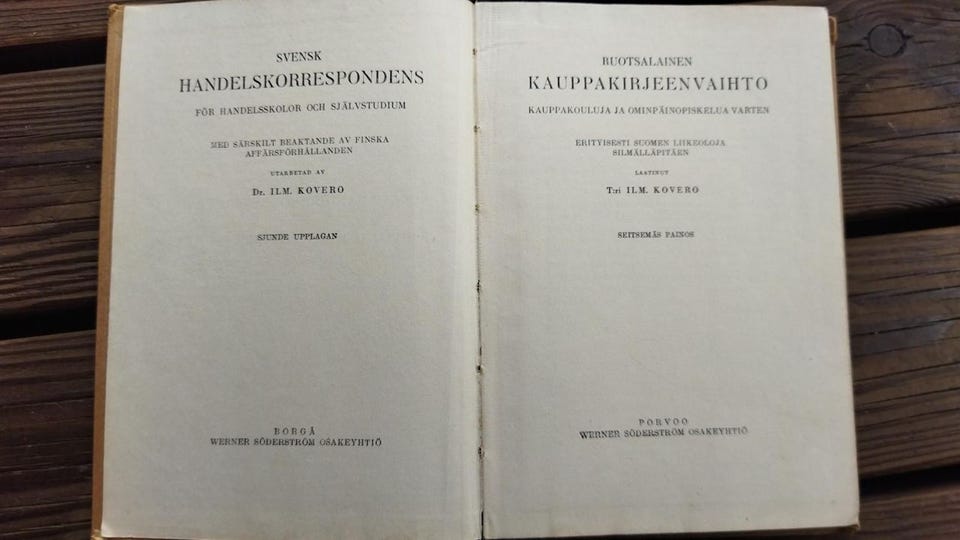 SVENSK
HANDELSKORRESPONDENS
FÖR HANDELSSKOLOR OCH SJÄLVSTUDIUM
MED SÄRSKILT BEAKTANDE AV FINSKA
AFFÄRSFÖRHÅLLANDEN
UTARBETAD AV
Dr. ILM. KOVERO
SJUNDE UPPLAGAN
BORGÅ
WERNER SÖDERSTRÖM OSAKEYHTIÖ
RUOTSALAINEN
KAUPPAKIRJEENVAIHTO
KAUPPAKOULUJA JA OMINPÄINOPISKELUA VARTEN
ERITYISESTI SUOMEN LIIKEOLOJA
SILMÄLLÄPITÄEN
LAATINUT
T:ri ILM. KOVERO
SEITSEMÄS PAINOS
PORVOO
WERNER SÖDERSTRÖM OSAKEYHTIÖ